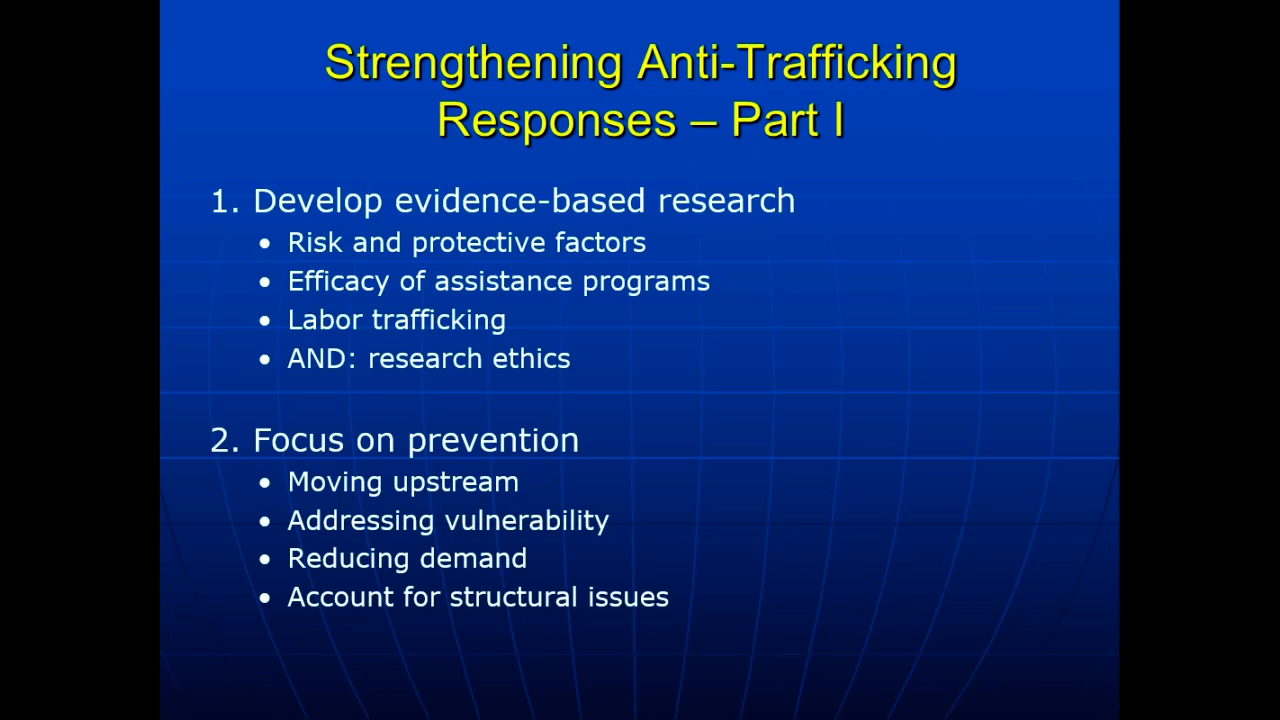 Strengthening Anti-Trafficking
Responses – Part I
1. Develop evidence-based research
• Risk and protective factors
• Efficacy of assistance programs
• Labor trafficking
• AND: research ethics
2. Focus on prevention
• Moving upstream
• Addressing vulnerability
• Reducing demand
• Account for structural issues